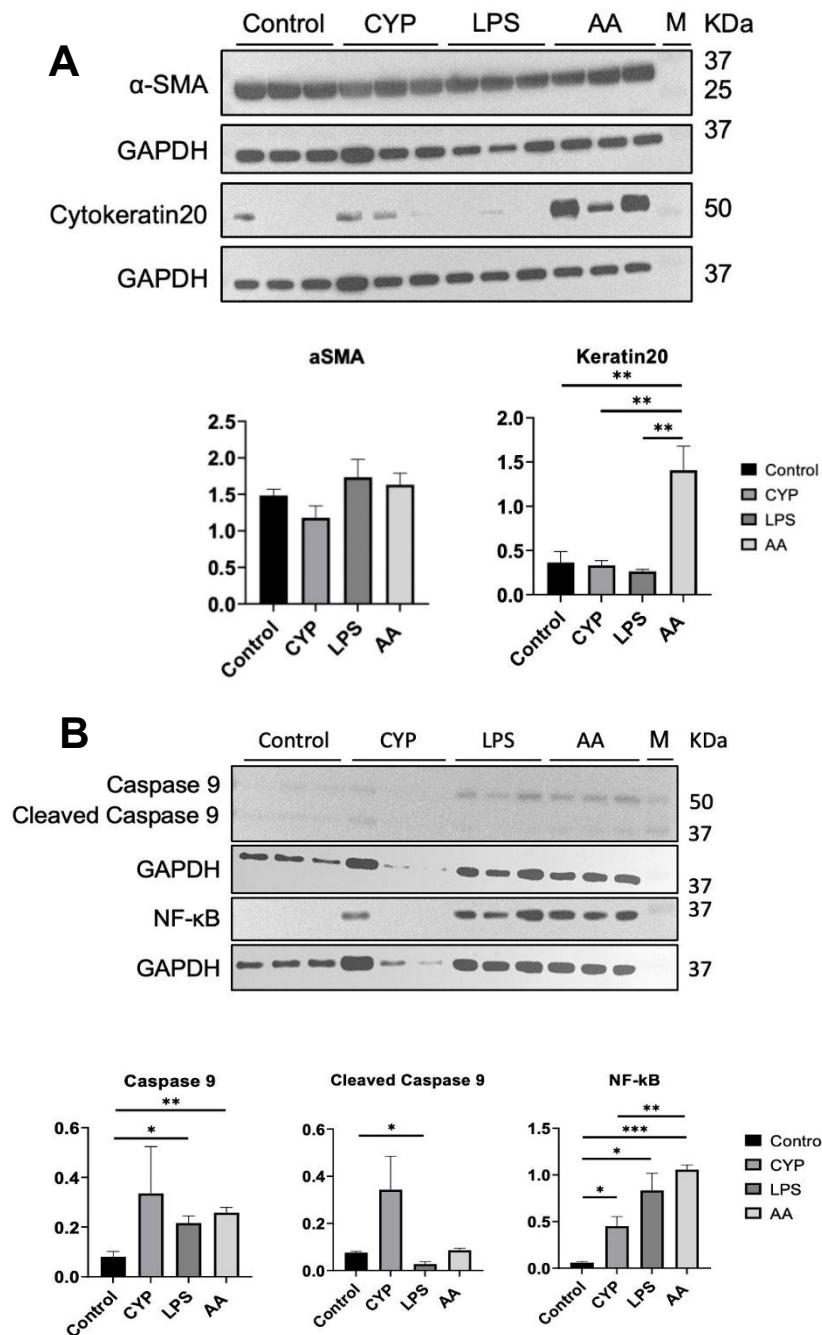 A
Control CYP LPS AA M KDa
α-SMA
37
25
GAPDH
37
Cytokeratin20
50
GAPDH
37
aSMA
2.5
2.0
1.5
1.0
0.5
0.0
Control CYP LPS AA
Keratin20
**
**
**
2.0
1.5
1.0
0.5
0.0
Control CYP LPS AA
Control
CYP
LPS
AA
B
Control CYP LPS AA M KDa
Caspase 9
50
Cleaved Caspase 9
37
GAPDH
37
NF-κB
37
GAPDH
37
Caspase 9
**
*
0.6
0.4
0.2
0.0
Control CYP LPS AA
Cleaved Caspase 9
*
0.6
0.4
0.2
0.0
Control CYP LPS AA
NF-kB
**
***
*
*
1.5
1.0
0.5
0.0
Control CYP LPS AA
Contro
CYP
LPS
AA